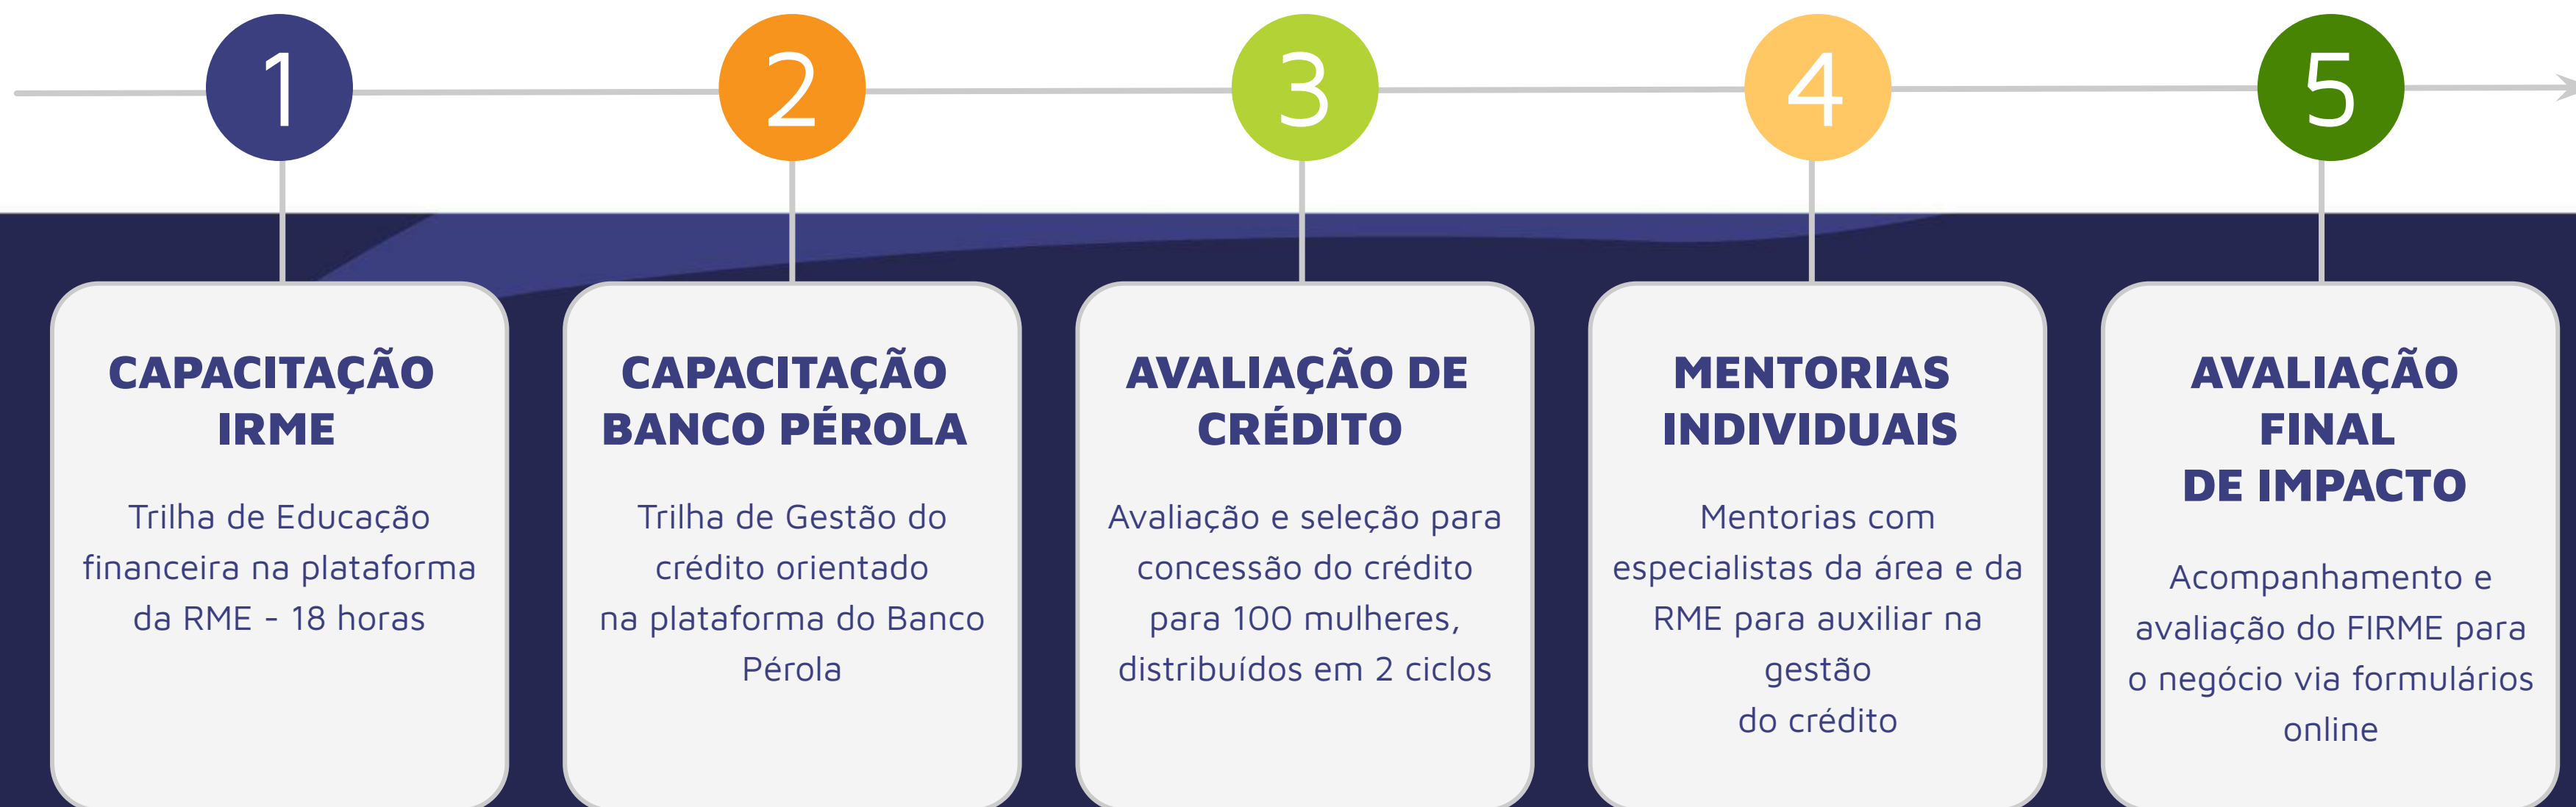 1
2
3
4
5
CAPACITAÇÃO
IRME
Trilha de Educação
financeira na plataforma
da RME - 18 horas
CAPACITAÇÃO
BANCO PÉROLA
Trilha de Gestão do
crédito orientado
na plataforma do Banco
Pérola
AVALIAÇÃO DE
CRÉDITO
Avaliação e seleção para
concessão do crédito
para 100 mulheres,
distribuídos em 2 ciclos
MENTORIAS
INDIVIDUAIS
Mentorias com
especialistas da área e da
RME para auxiliar na
gestão
do crédito
AVALIAÇÃO
FINAL
DE IMPACTO
Acompanhamento e
avaliação do FIRME para
o negócio via formulários
online